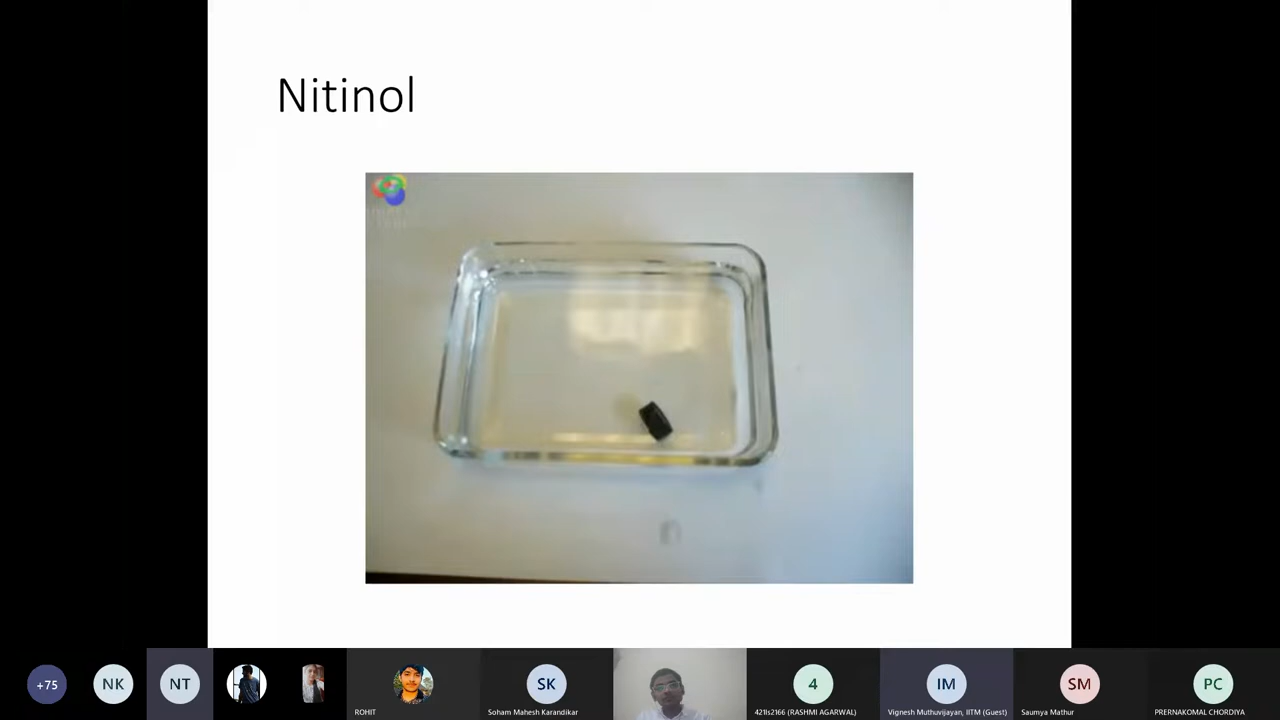 Nitinol
+75
NK
NT
ROHIT
SK
Soham Mahesh Karandikar
4
421ls2166 (RASHMI AGARWAL)
IM
Vignesh Muthuvijayan, IITM (Guest)
SM
Saumya Mathur
PC
PRERNAKOMAL CHORDIYA